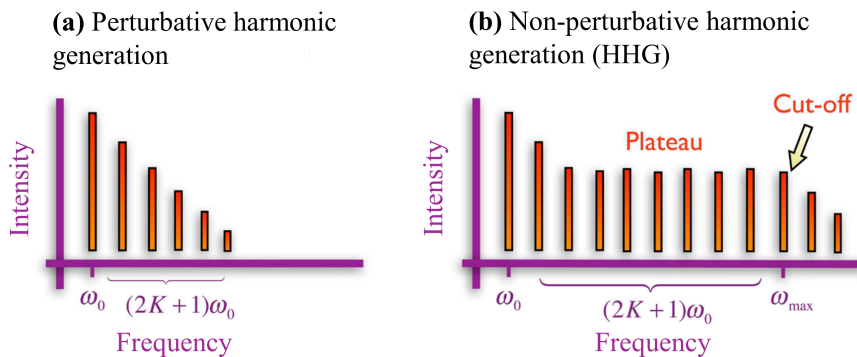 (a) Perturbative harmonic
generation
Intensity
ω₀
(2K + 1)ω₀
Frequency
(b) Non-perturbative harmonic
generation (HHG)
Cut-off
Plateau
Intensity
ω₀
(2K + 1)ω₀
ωmax
Frequency